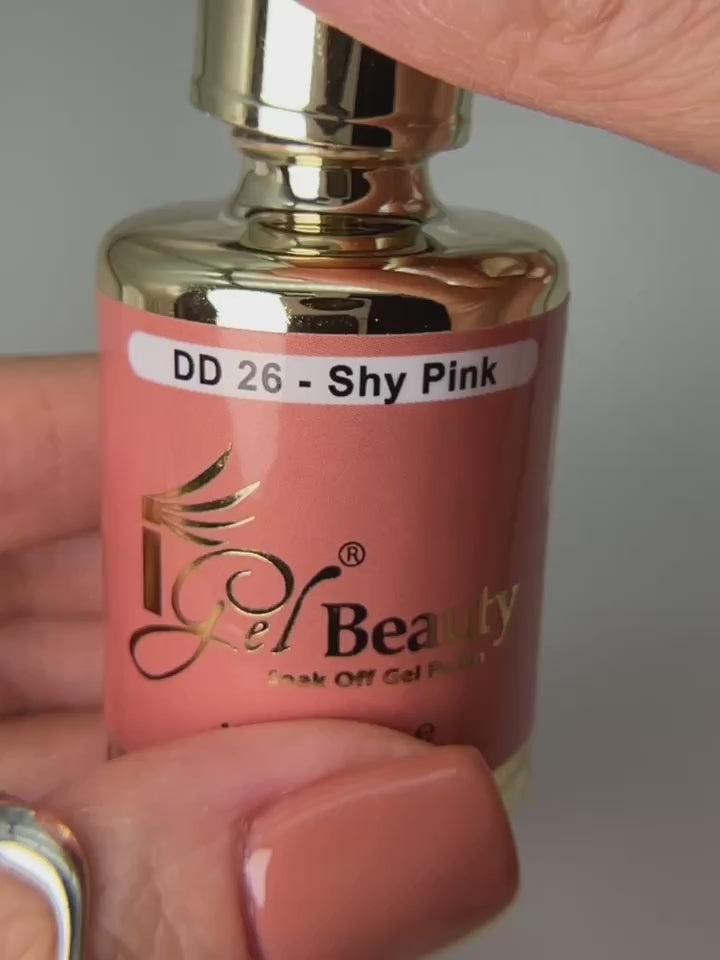 DD 26 - Shy Pink
iGel Beauty®
Soak Off Gel Polish